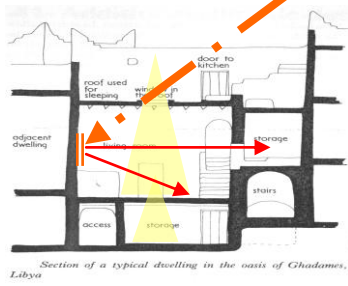 door to
kitchen
roof used
for
sleeping
window in
the roof
adjacent
dwelling
living room
storage
stairs
access
storage
Section of a typical dwelling in the oasis of Ghadames,
Libya